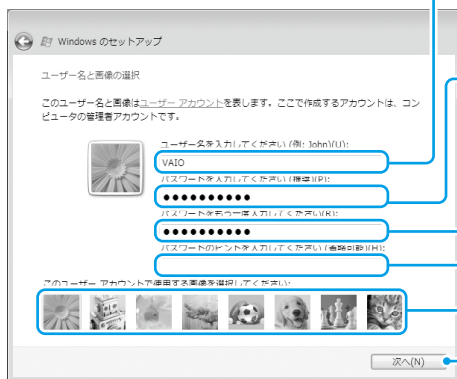 Windows のセットアップ
ユーザー名と画像の選択
このユーザー名と画像はユーザー アカウントを表します。ここで作成するアカウントは、コン
ピュータの管理者アカウントです。
ユーザー名を入力してください (例: John)(U):
VAIO
パスワードを入力してください (推奨)(P):
●●●●●●●●●●
パスワードをもう一度入力してください(R):
●●●●●●●●●●
パスワードのヒントを入力してください (省略可能)(H):
このユーザー アカウントで使用する画像を選択してください:
次へ(N)